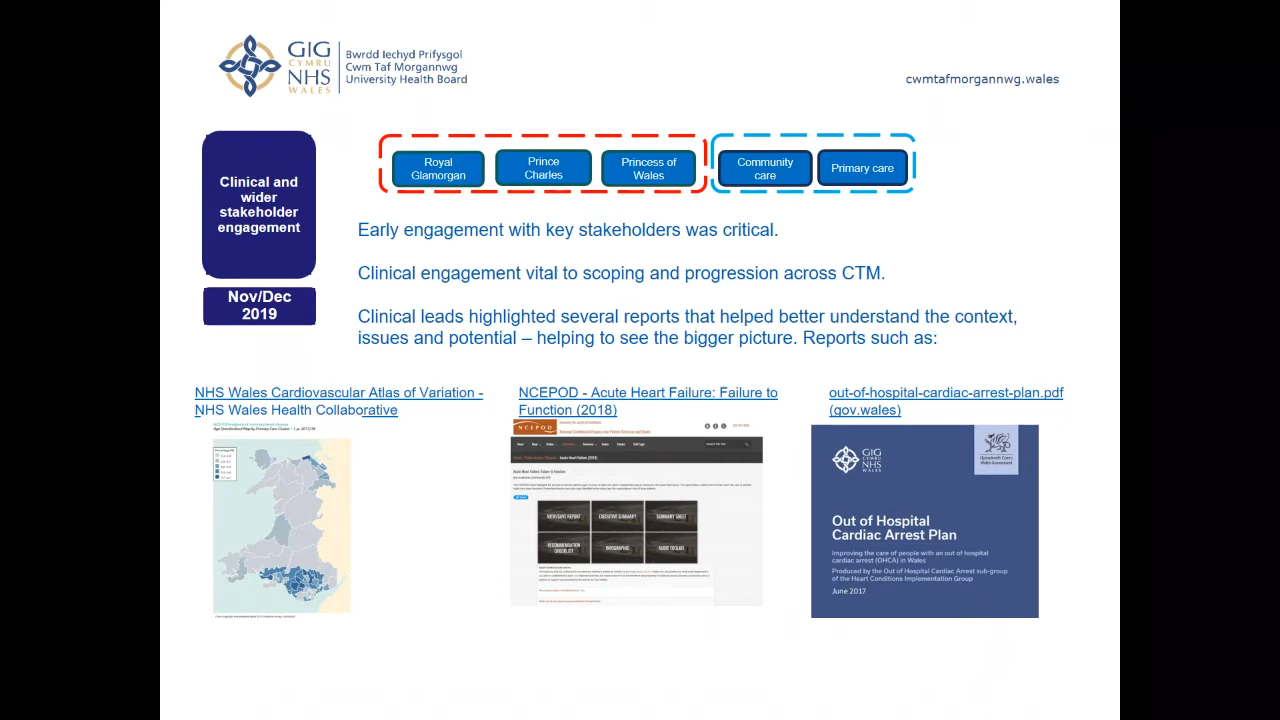 GIG
CYMRU
NHS
WALES
Bwrdd Iechyd Prifysgol
Cwm Taf Morgannwg
University Health Board
cwmtafmorgannwg.wales
Clinical and
wider
stakeholder
engagement
Nov/Dec
2019
Royal
Glamorgan
Prince
Charles
Princess of
Wales
Community
care
Primary care
Early engagement with key stakeholders was critical.
Clinical engagement vital to scoping and progression across CTM.
Clinical leads highlighted several reports that helped better understand the context,
issues and potential – helping to see the bigger picture. Reports such as:
NHS Wales Cardiovascular Atlas of Variation -
NHS Wales Health Collaborative
NCEPOD - Acute Heart Failure: Failure to
Function (2018)
NCEPOD
Acute Heart Failure (2018)
VIEW/SAVE REPORT
EXECUTIVE SUMMARY
SUMMARY SHEET
RECOMMENDATION
CHECKLIST
INFOGRAPHIC
AUDIT TOOLKIT
out-of-hospital-cardiac-arrest-plan.pdf
(gov.wales)
GIG
CYMRU
NHS
WALES
Out of Hospital
Cardiac Arrest Plan
Improving the care of people with an out of hospital
cardiac arrest (OHCA) in Wales
Produced by the Out of Hospital Cardiac Arrest sub-group
of the Heart Conditions Implementation Group
June 2017